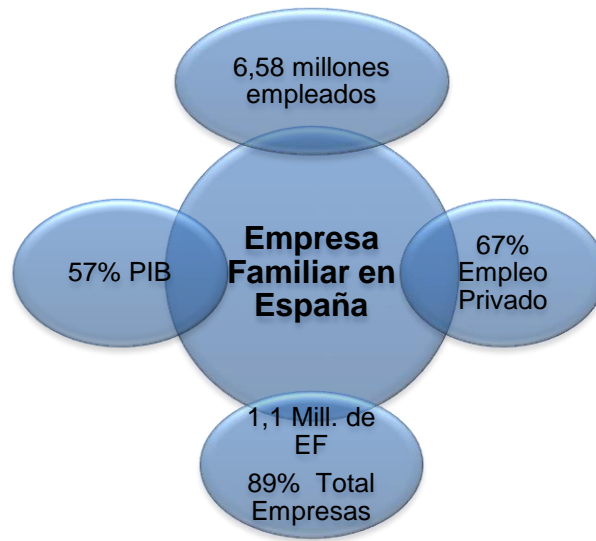 6,58 millones
empleados
57% PIB
Empresa
Familiar en
España
67%
Empleo
Privado
1,1 Mill. de
EF
89% Total
Empresas